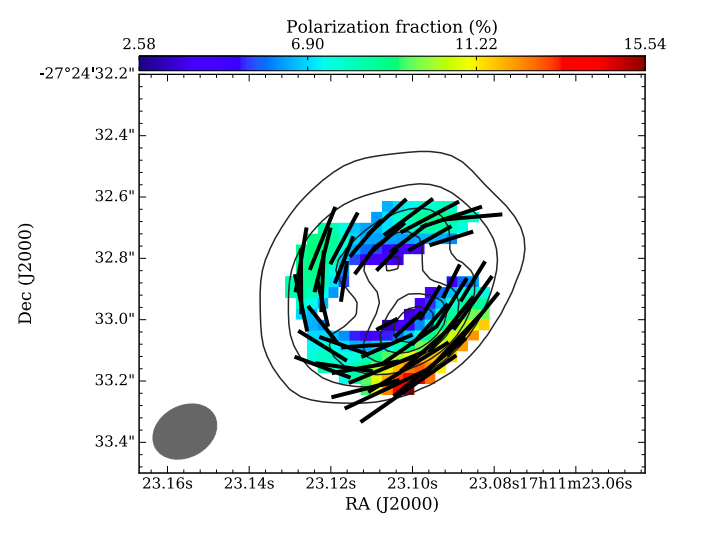 Polarization fraction (%)
2.58 6.90 11.22 15.54
-27°24'32.2"
32.4"
32.6"
32.8"
33.0"
33.2"
33.4"
Dec (J2000)
23.16s 23.14s 23.12s 23.10s 23.08s17h11m23.06s
RA (J2000)